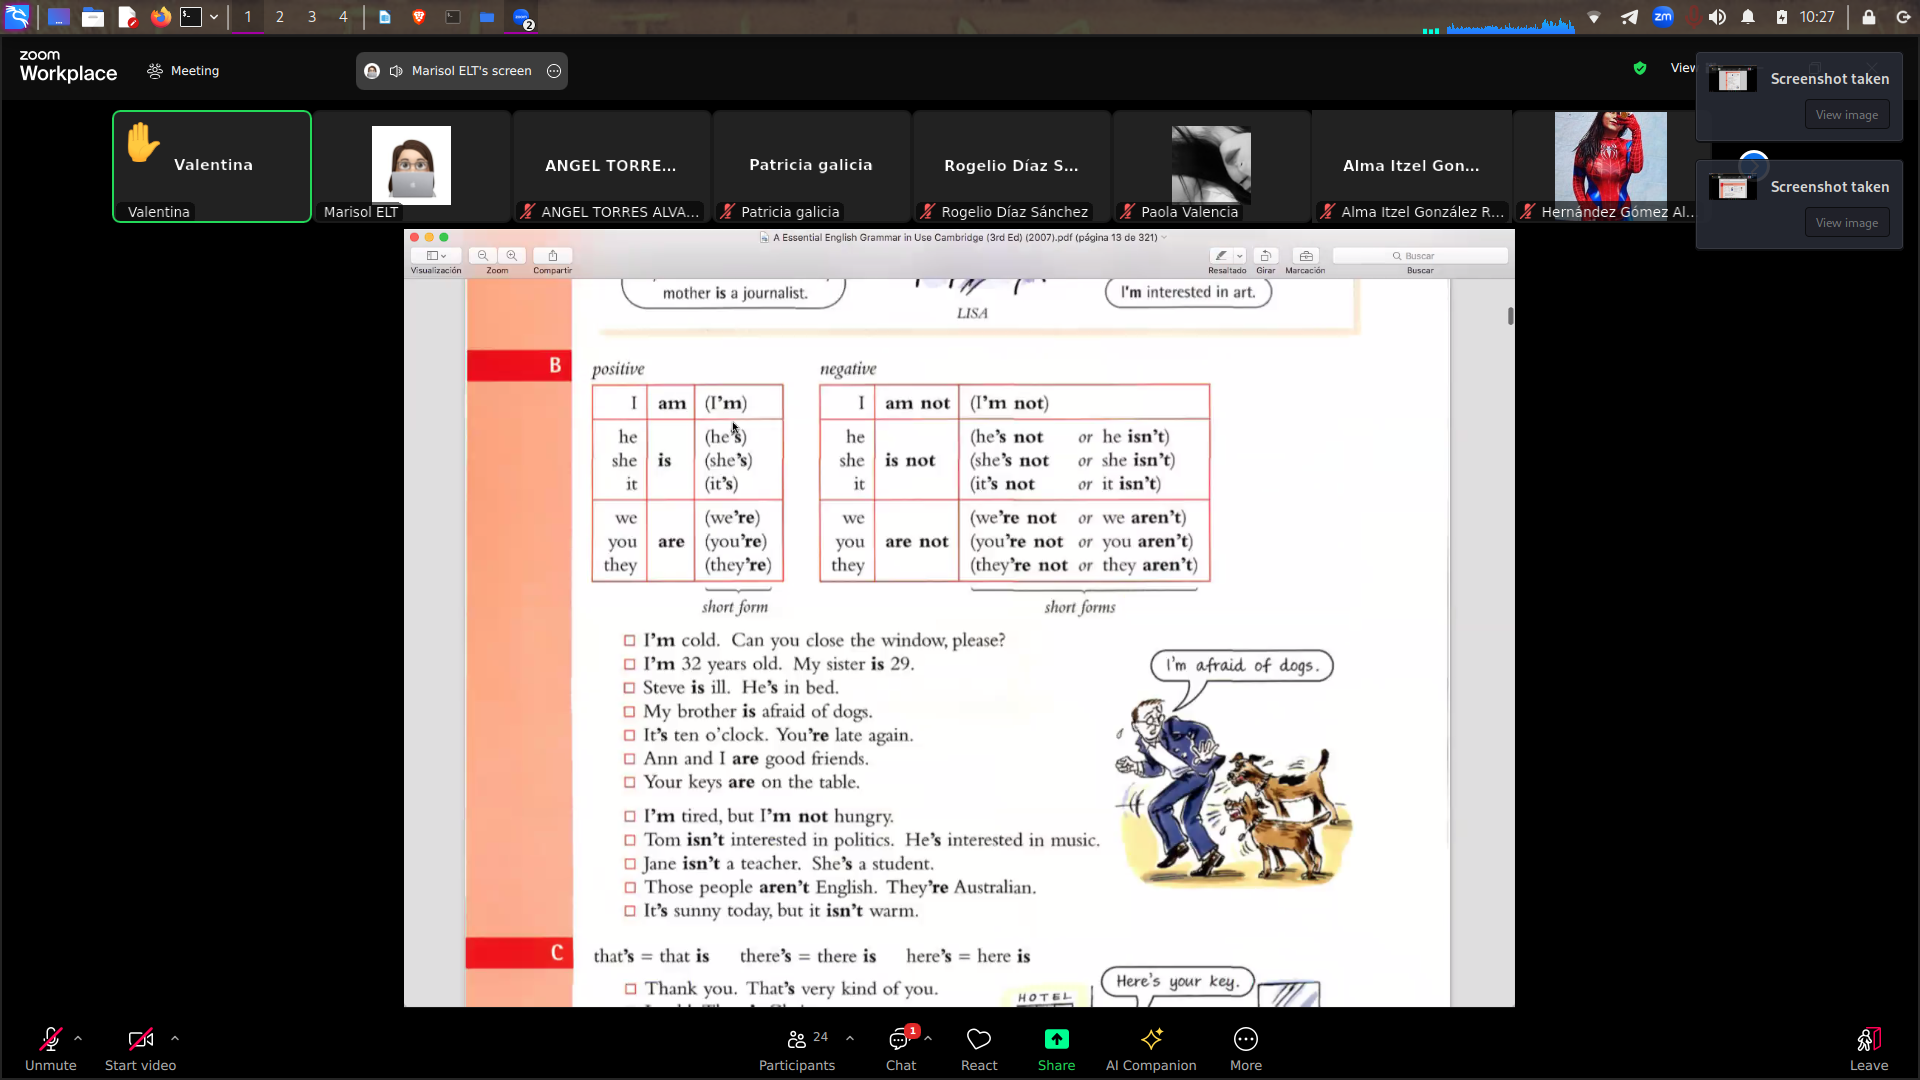 1 2 3 4
2
zm
10:27
zoom
Workplace
Meeting
Marisol ELT's screen
View
Screenshot taken
View image
Screenshot taken
View image
Valentina
Valentina
Marisol ELT
ANGEL TORRE...
ANGEL TORRES ALVA...
Patricia galicia
Patricia galicia
Rogelio Díaz S...
Rogelio Díaz Sánchez
Paola Valencia
Alma Itzel Gon...
Alma Itzel González R...
Hernández Gómez Al...
A Essential English Grammar in Use Cambridge (3rd Ed) (2007).pdf (página 13 de 321)
Visualización Zoom Compartir Resaltado Girar Marcación Buscar
Buscar
mother is a journalist.
I'm interested in art.
LISA
B
positive
I am (I'm)
he (he's)
she is (she's)
it (it's)
we (we're)
you are (you're)
they (they're)
short form
negative
I am not (I'm not)
he (he's not or he isn't)
she is not (she's not or she isn't)
it (it's not or it isn't)
we (we're not or we aren't)
you are not (you're not or you aren't)
they (they're not or they aren't)
short forms
I'm cold. Can you close the window, please?
I'm 32 years old. My sister is 29.
Steve is ill. He's in bed.
My brother is afraid of dogs.
It's ten o'clock. You're late again.
Ann and I are good friends.
Your keys are on the table.
I'm tired, but I'm not hungry.
Tom isn't interested in politics. He's interested in music.
Jane isn't a teacher. She's a student.
Those people aren't English. They're Australian.
It's sunny today, but it isn't warm.
I'm afraid of dogs.
C
that's = that is there's = there is here's = here is
Thank you. That's very kind of you.
HOTEL
Here's your key.
Unmute
Start video
Participants
24
Chat
1
React
Share
AI Companion
More
Leave